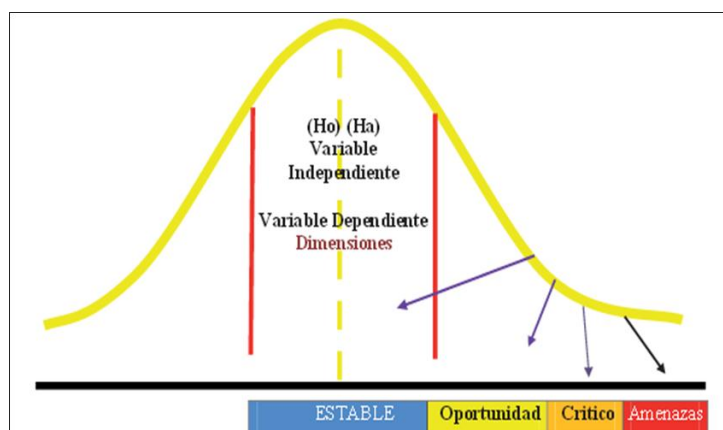 (Ho) (Ha)
Variable
Independiente
Variable Dependiente
Dimensiones
ESTABLE Oportunidad Critico Amenazas